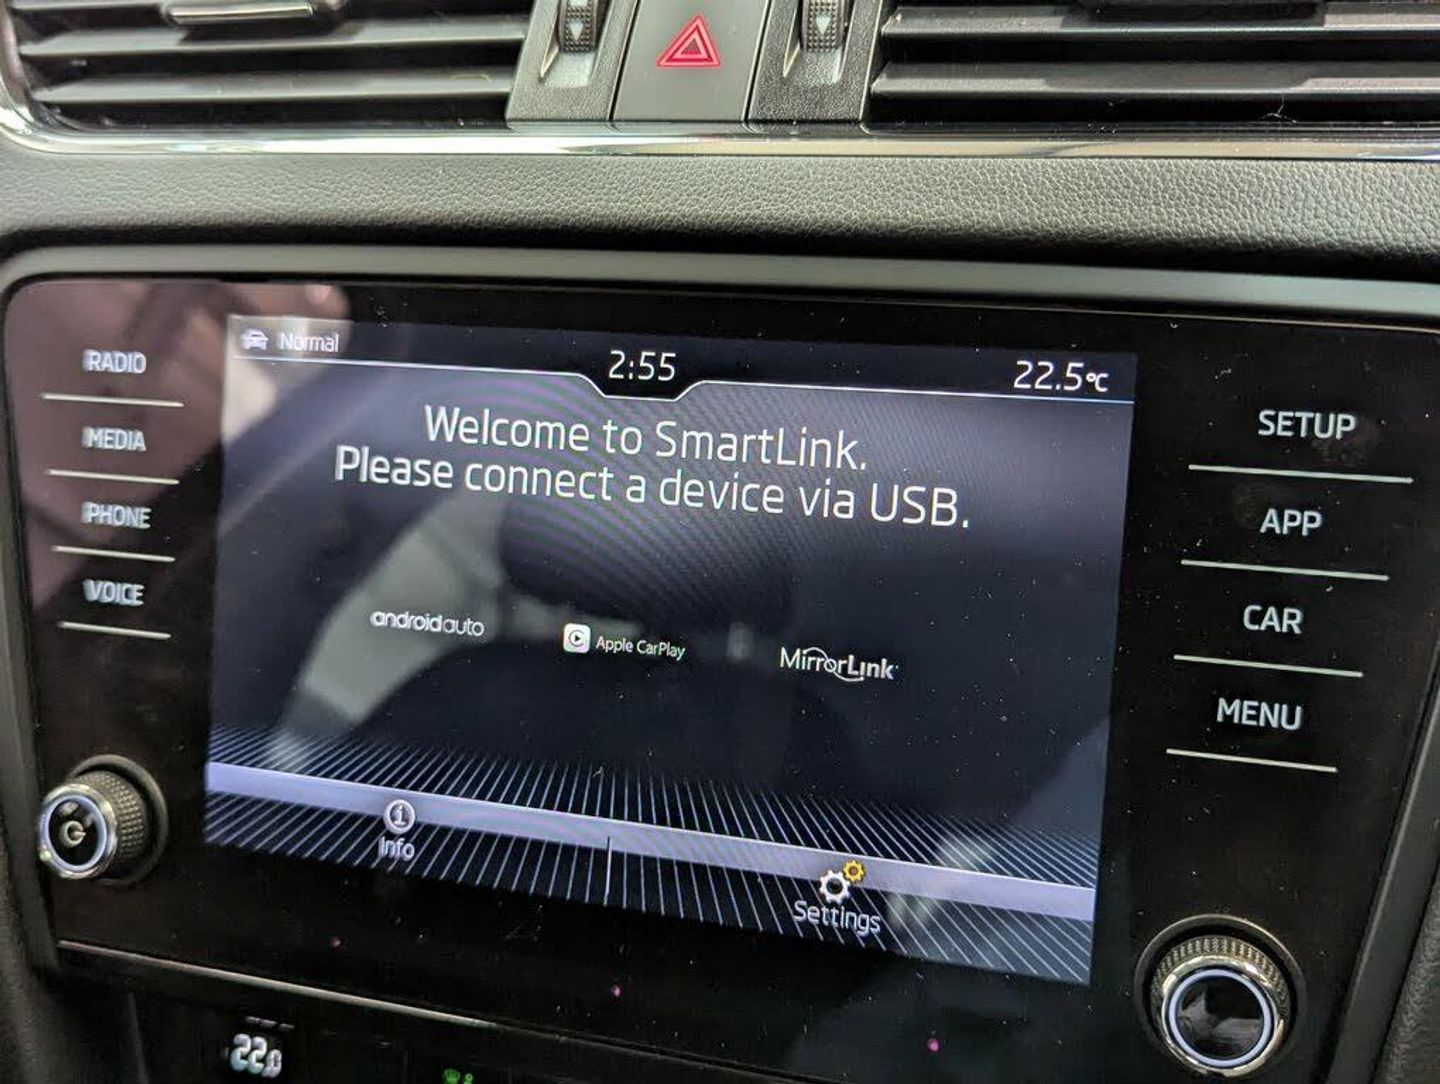 Normal
2:55
22.5°C
Welcome to SmartLink.
Please connect a device via USB.
androidauto
Apple CarPlay
MirrorLink
Info
Settings
RADIO
MEDIA
PHONE
VOICE
SETUP
APP
CAR
MENU
22.0